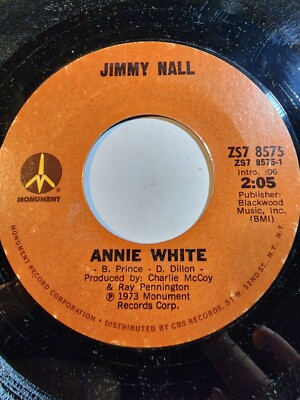 JIMMY NALL
MONUMENT
ZS7 8575
ZS7 8575-1
Intro. :06
2:05
Publisher:
Blackwood
Music, Inc.
(BMI)
ANNIE WHITE
- B. Prince - D. Dillon -
Produced by: Charlie McCoy
& Ray Pennington
℗ 1973 Monument
Records Corp.
MONUMENT RECORD CORPORATION • DISTRIBUTED BY CBS RECORDS, 51 W. 52ND ST., N.Y., N.Y.